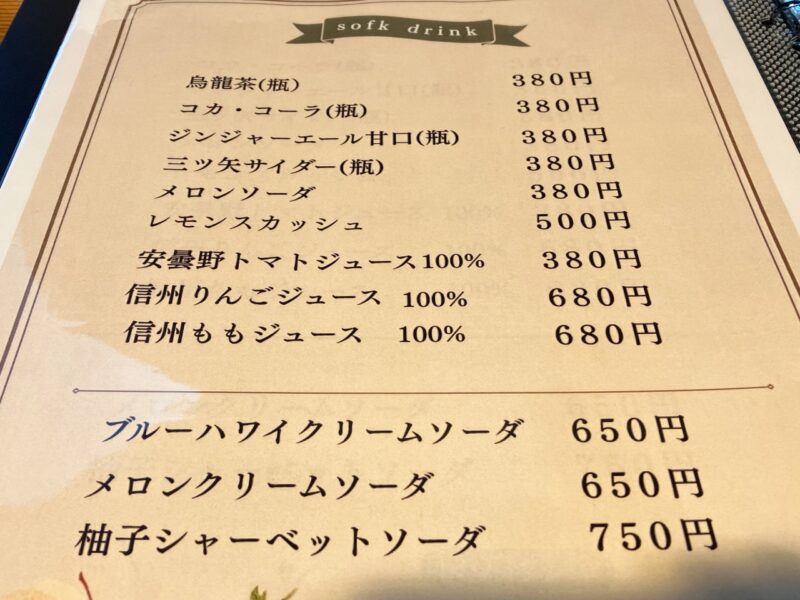 sofk drink
烏龍茶(瓶) 380円
コカ・コーラ(瓶) 380円
ジンジャーエール甘口(瓶) 380円
三ツ矢サイダー(瓶) 380円
メロンソーダ 380円
レモンスカッシュ 500円
安曇野トマトジュース100% 380円
信州りんごジュース 100% 680円
信州ももジュース 100% 680円
ブルーハワイクリームソーダ 650円
メロンクリームソーダ 650円
柚子シャーベットソーダ 750円